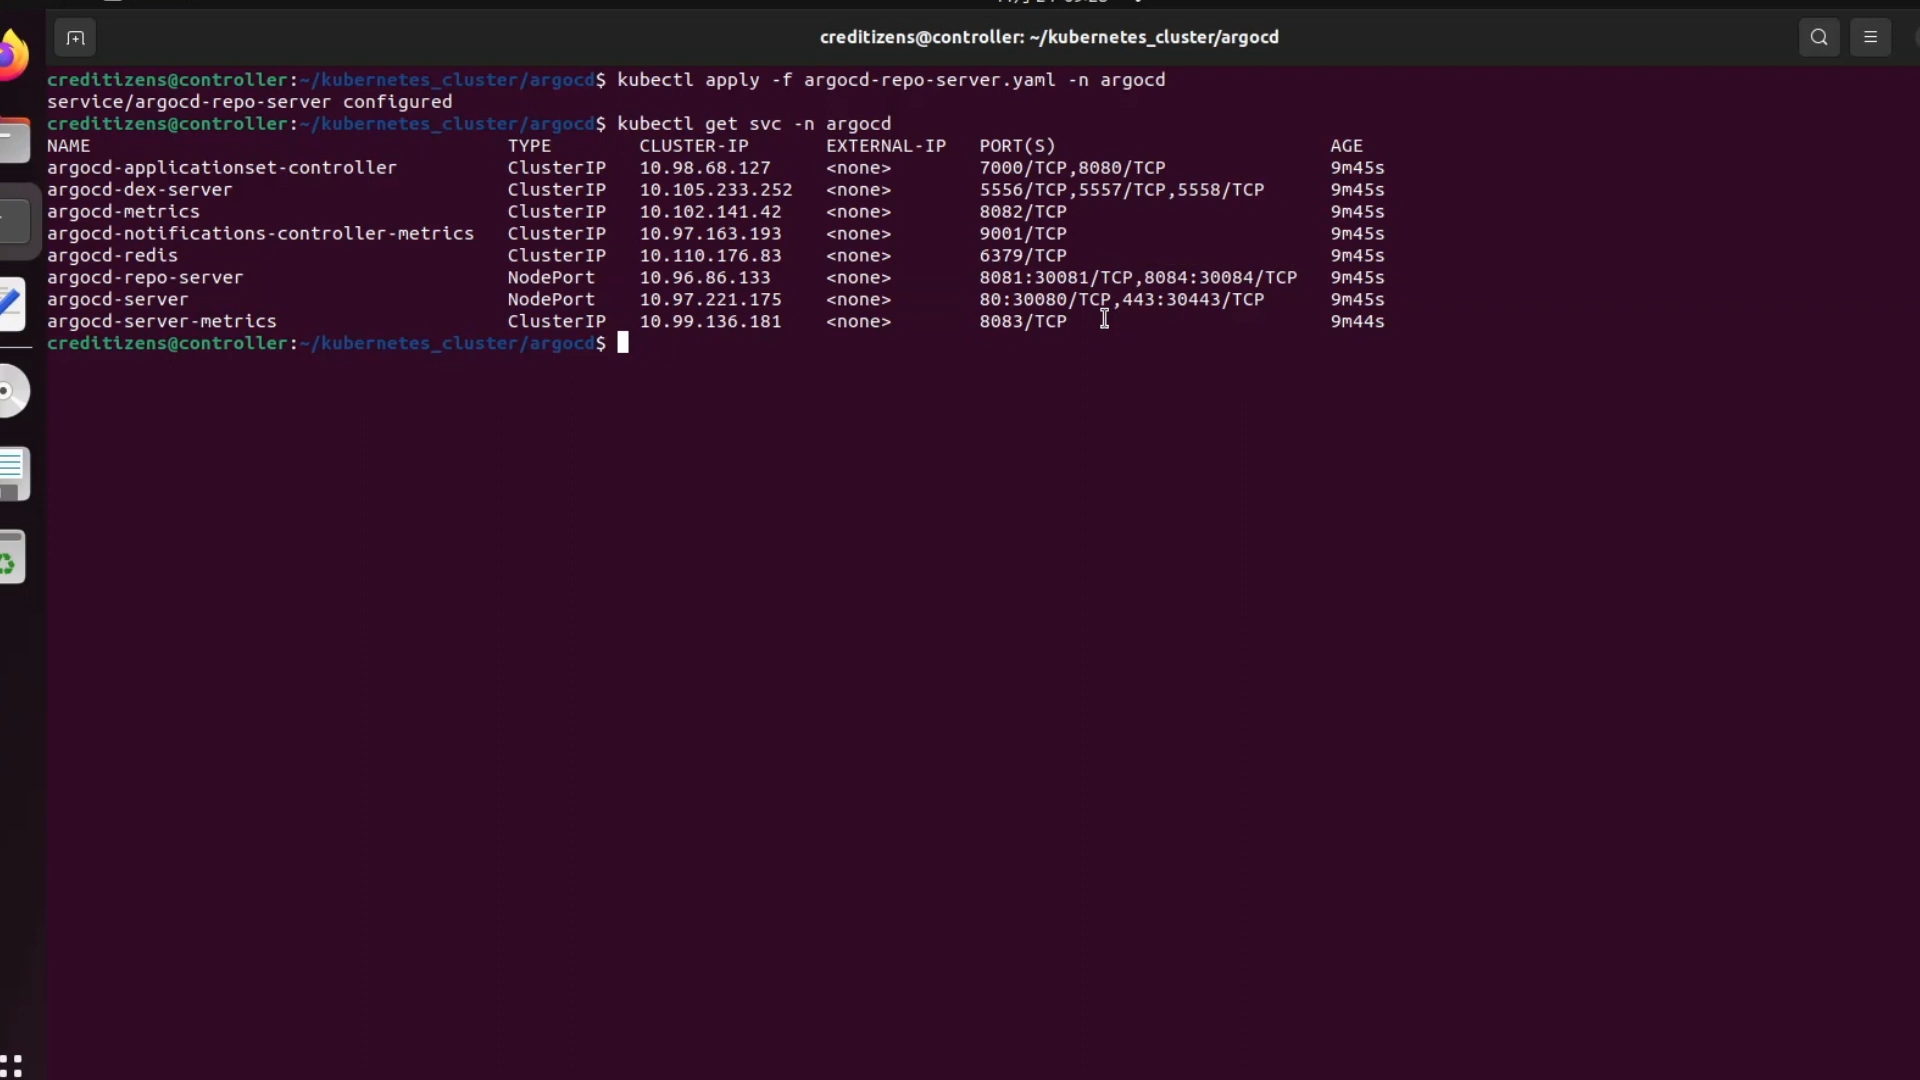 creditizens@controller: ~/kubernetes_cluster/argocd
creditizens@controller:~/kubernetes_cluster/argocd$ kubectl apply -f argocd-repo-server.yaml -n argocd
service/argocd-repo-server configured
creditizens@controller:~/kubernetes_cluster/argocd$ kubectl get svc -n argocd
NAME TYPE CLUSTER-IP EXTERNAL-IP PORT(S) AGE
argocd-applicationset-controller ClusterIP 10.98.68.127 <none> 7000/TCP,8080/TCP 9m45s
argocd-dex-server ClusterIP 10.105.233.252 <none> 5556/TCP,5557/TCP,5558/TCP 9m45s
argocd-metrics ClusterIP 10.102.141.42 <none> 8082/TCP 9m45s
argocd-notifications-controller-metrics ClusterIP 10.97.163.193 <none> 9001/TCP 9m45s
argocd-redis ClusterIP 10.110.176.83 <none> 6379/TCP 9m45s
argocd-repo-server NodePort 10.96.86.133 <none> 8081:30081/TCP,8084:30084/TCP 9m45s
argocd-server NodePort 10.97.221.175 <none> 80:30080/TCP,443:30443/TCP 9m45s
argocd-server-metrics ClusterIP 10.99.136.181 <none> 8083/TCP 9m44s
creditizens@controller:~/kubernetes_cluster/argocd$